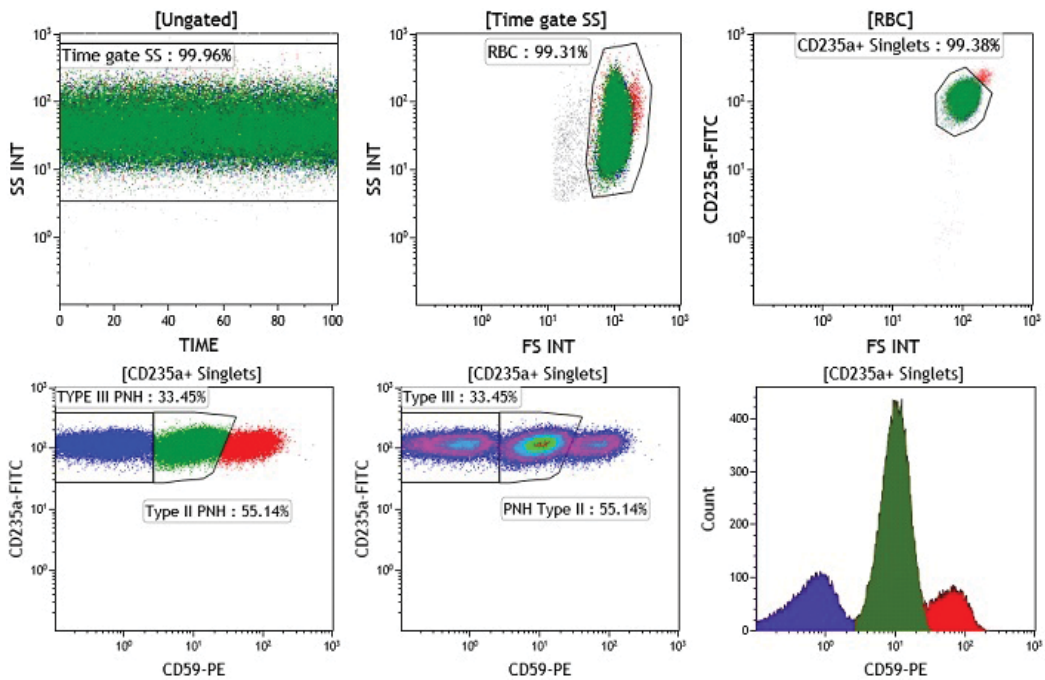 [Ungated]
Time gate SS : 99.96%
SS INT
10³
10²
10¹
10⁰
0 20 40 60 80 100
TIME
[Time gate SS]
RBC : 99.31%
SS INT
10³
10²
10¹
10⁰
10⁰ 10¹ 10² 10³
FS INT
[RBC]
CD235a+ Singlets : 99.38%
CD235a-FITC
10³
10²
10¹
10⁰
10⁰ 10¹ 10² 10³
FS INT
[CD235a+ Singlets]
TYPE III PNH : 33.45%
Type II PNH : 55.14%
CD235a-FITC
10³
10²
10¹
10⁰
10⁰ 10¹ 10² 10³
CD59-PE
[CD235a+ Singlets]
Type III : 33.45%
PNH Type II : 55.14%
CD235a-FITC
10³
10²
10¹
10⁰
10⁰ 10¹ 10² 10³
CD59-PE
[CD235a+ Singlets]
Count
400
300
200
100
0
10⁰ 10¹ 10² 10³
CD59-PE